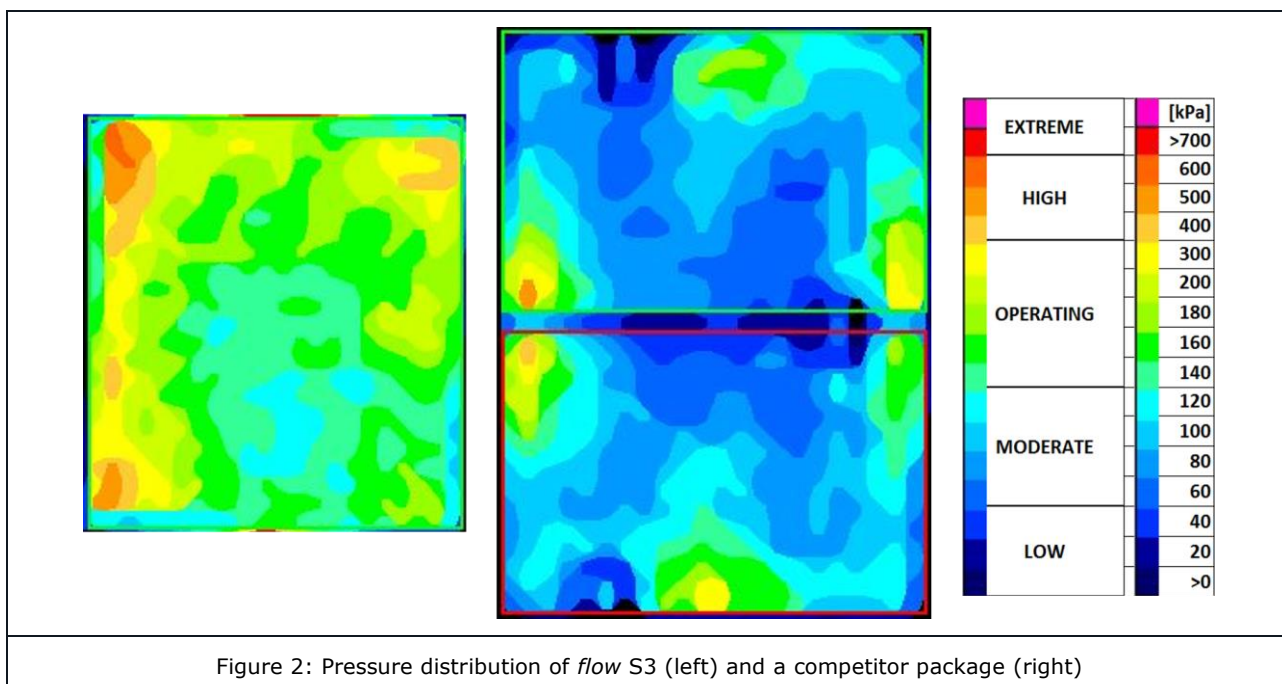 [kPa]
EXTREME
>700
600
HIGH
500
400
300
200
OPERATING
180
160
140
120
MODERATE
100
80
60
40
LOW
20
>0
Figure 2: Pressure distribution of flow S3 (left) and a competitor package (right)